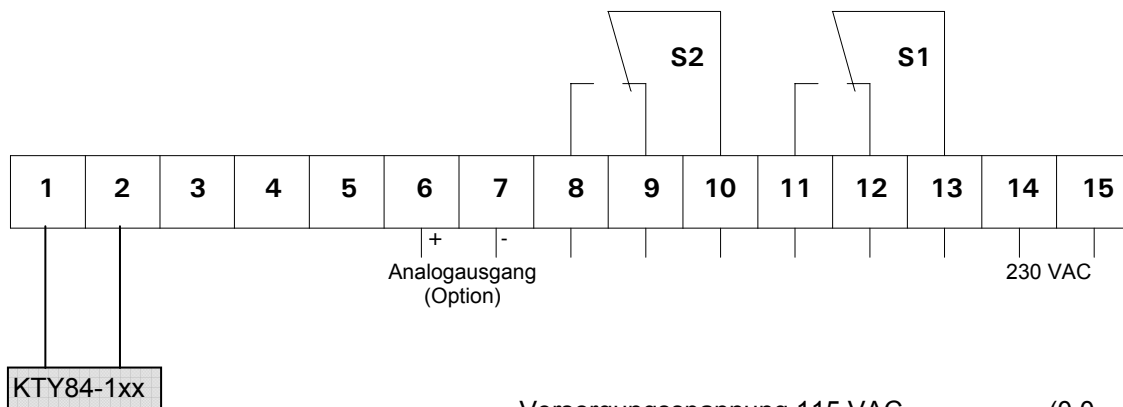 S2 S1
1 2 3 4 5 6 7 8 9 10 11 12 13 14 15
+ -
Analogausgang 230 VAC
(Option)
KTY84-1xx